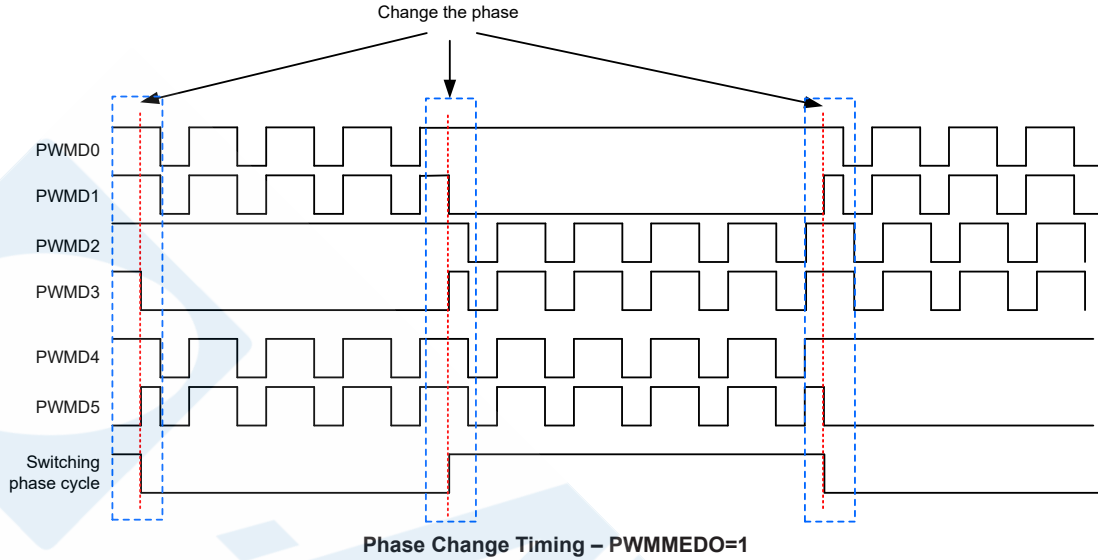 Change the phase
PWMD0
PWMD1
PWMD2
PWMD3
PWMD4
PWMD5
Switching
phase cycle
Phase Change Timing – PWMMEDO=1